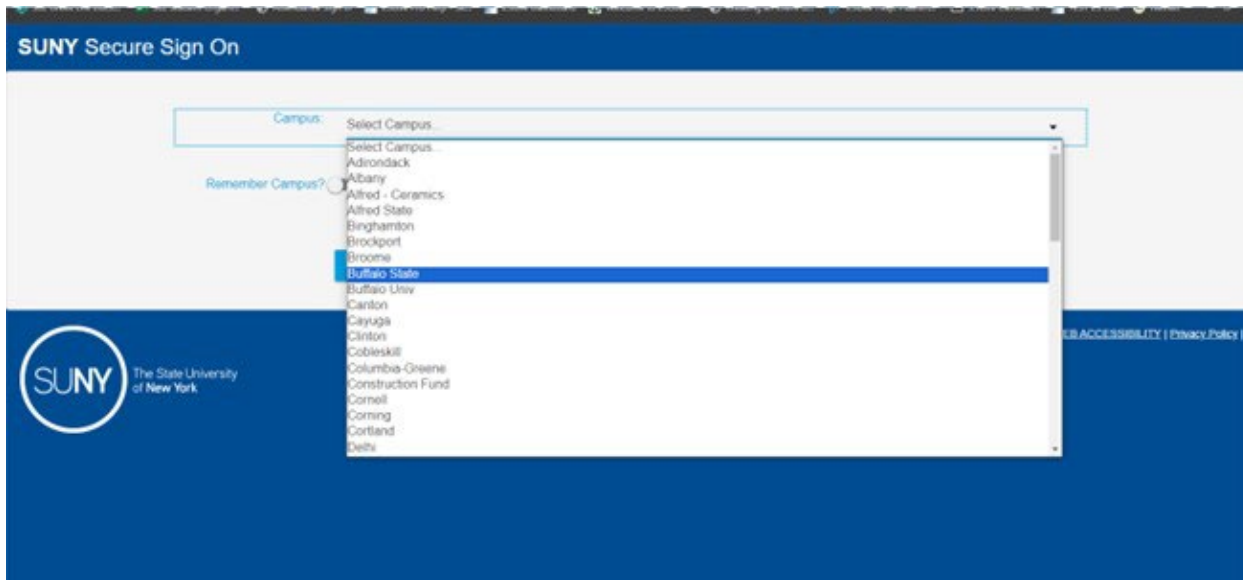 SUNY Secure Sign On
Campus:
Select Campus...
Select Campus...
Adirondack
Albany
Remember Campus?
Alfred - Ceramics
Alfred State
Binghamton
Brockport
Broome
Buffalo State
Buffalo Univ
Canton
Cayuga
Clinton
Cobleskill
Columbia-Greene
Construction Fund
Cornell
Corning
Cortland
Delhi
ACCESSIBILITY | Privacy Policy |
SUNY
The State University
of New York